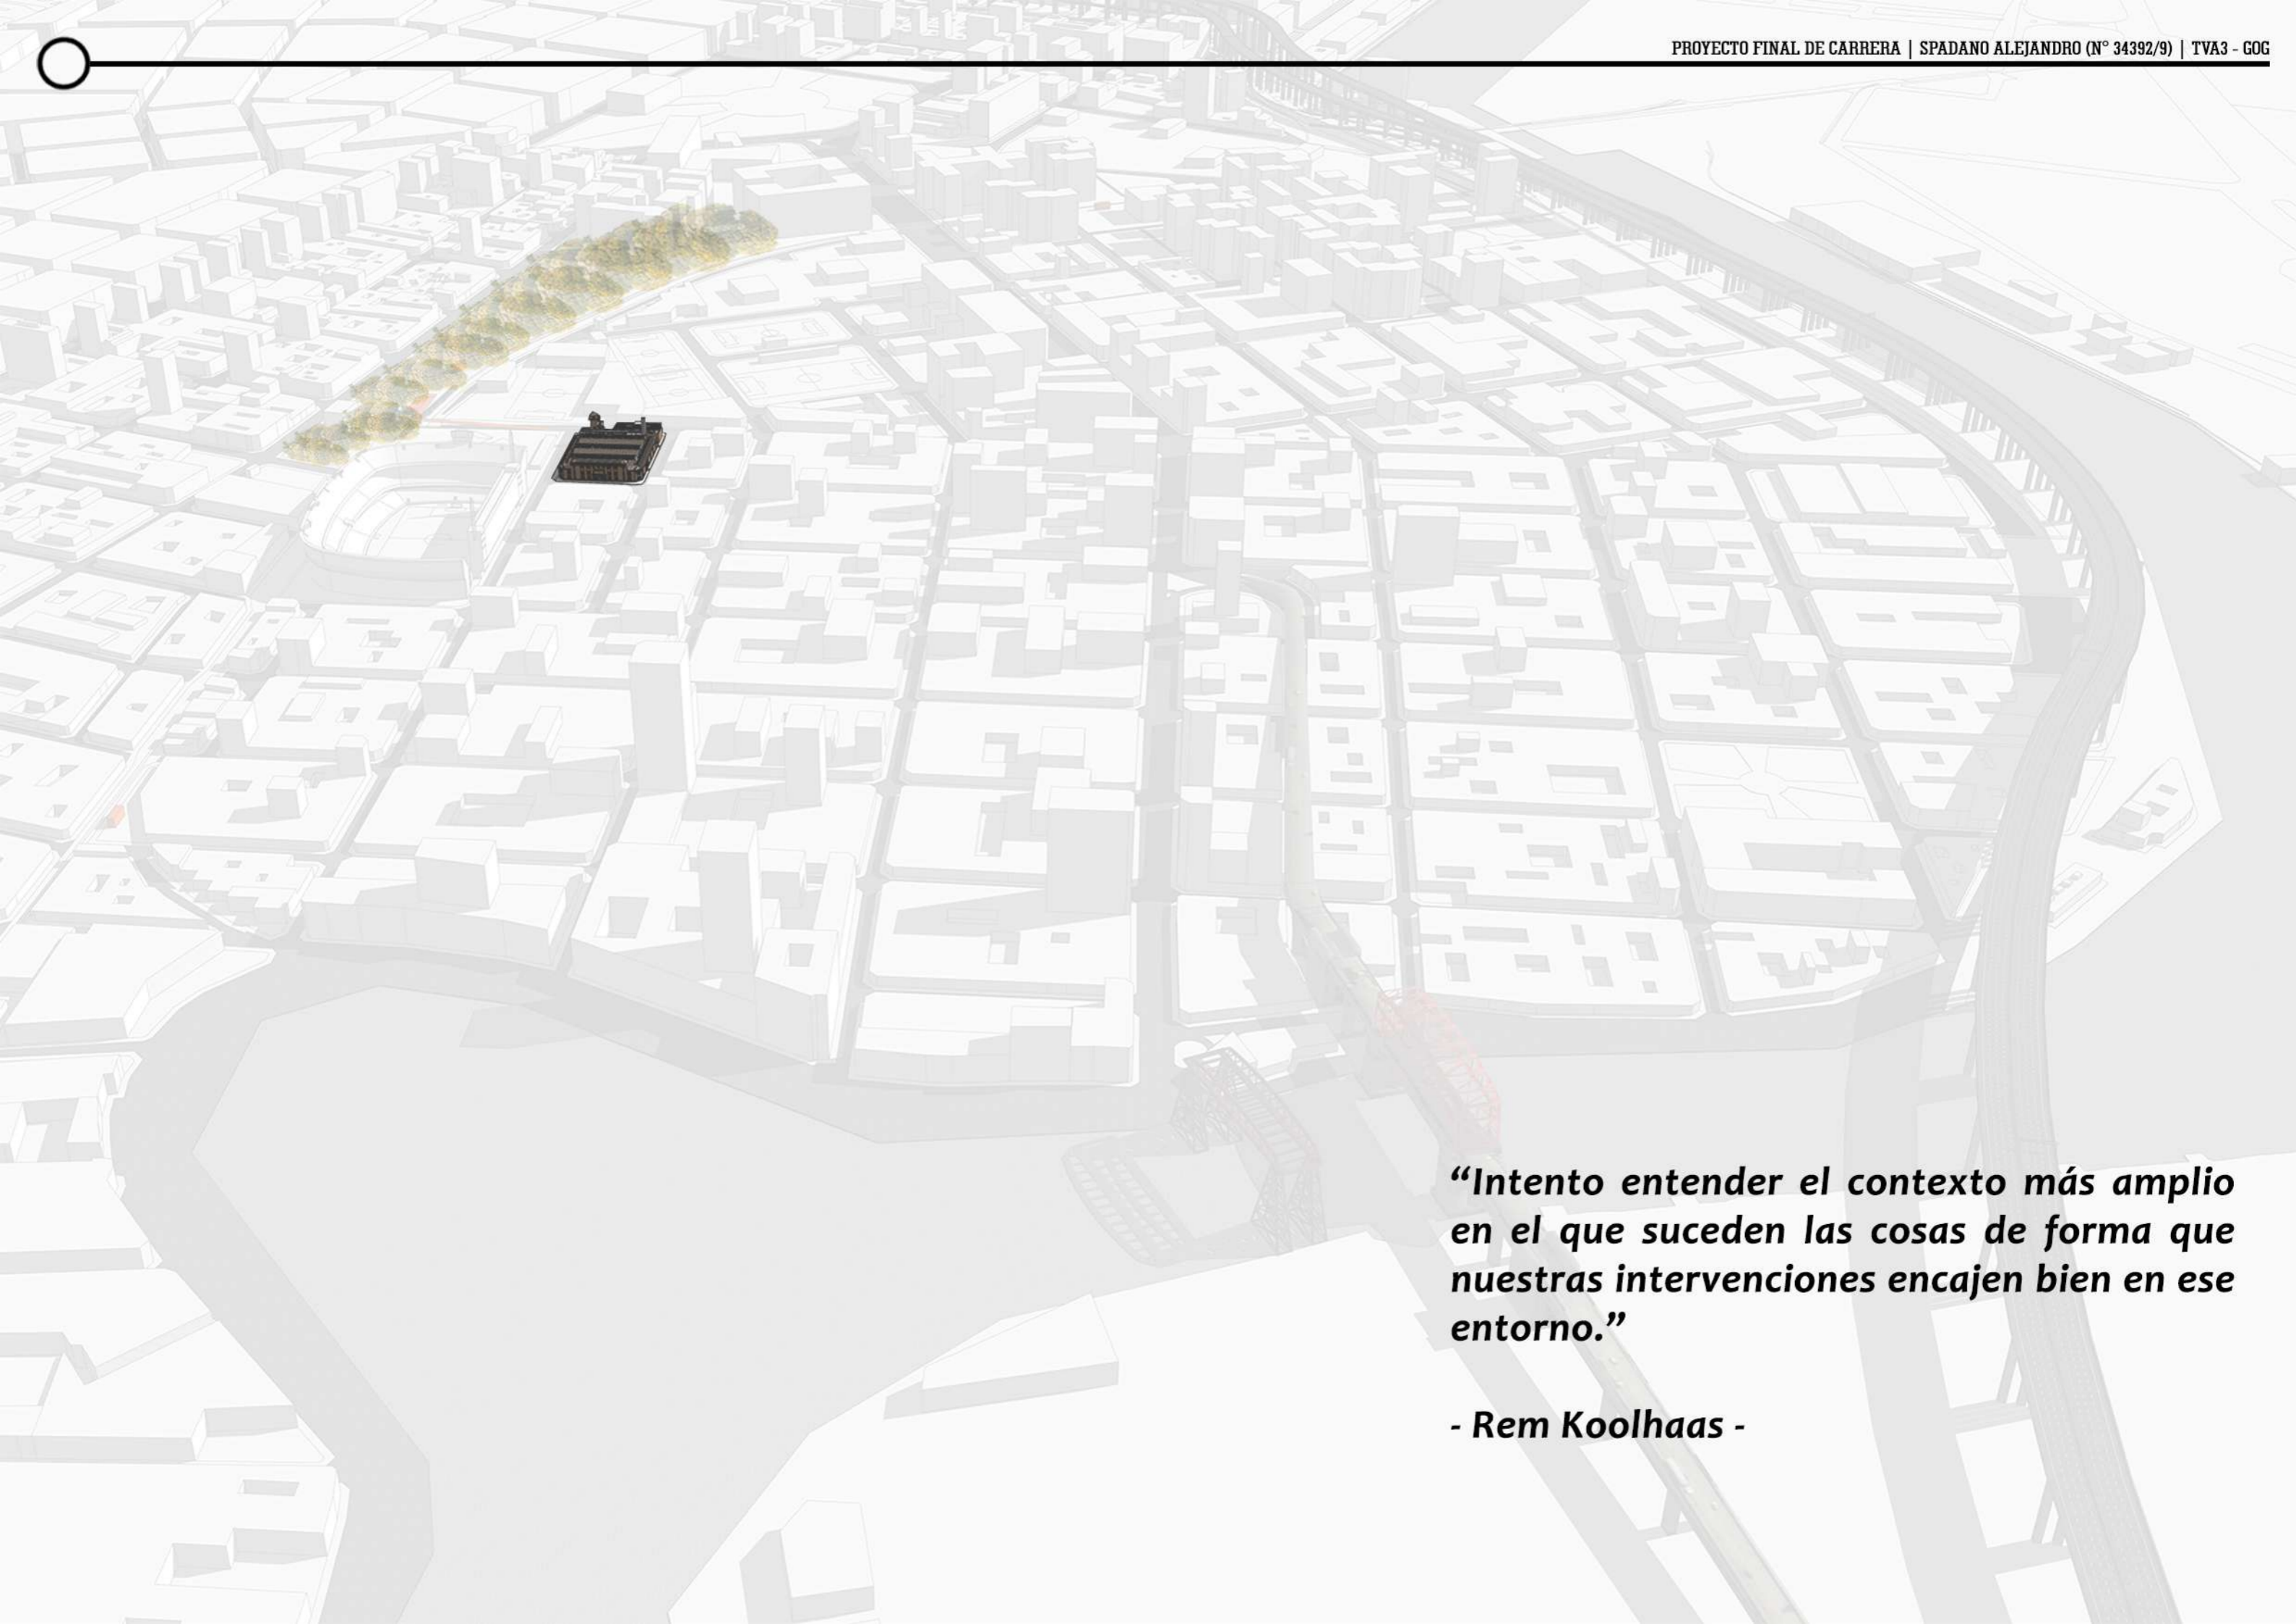 PROYECTO FINAL DE CARRERA | SPADANO ALEJANDRO (N° 34392/9) | TVA3 - GOG
“Intento entender el contexto más amplio
en el que suceden las cosas de forma que
nuestras intervenciones encajen bien en ese
entorno.”
- Rem Koolhaas -